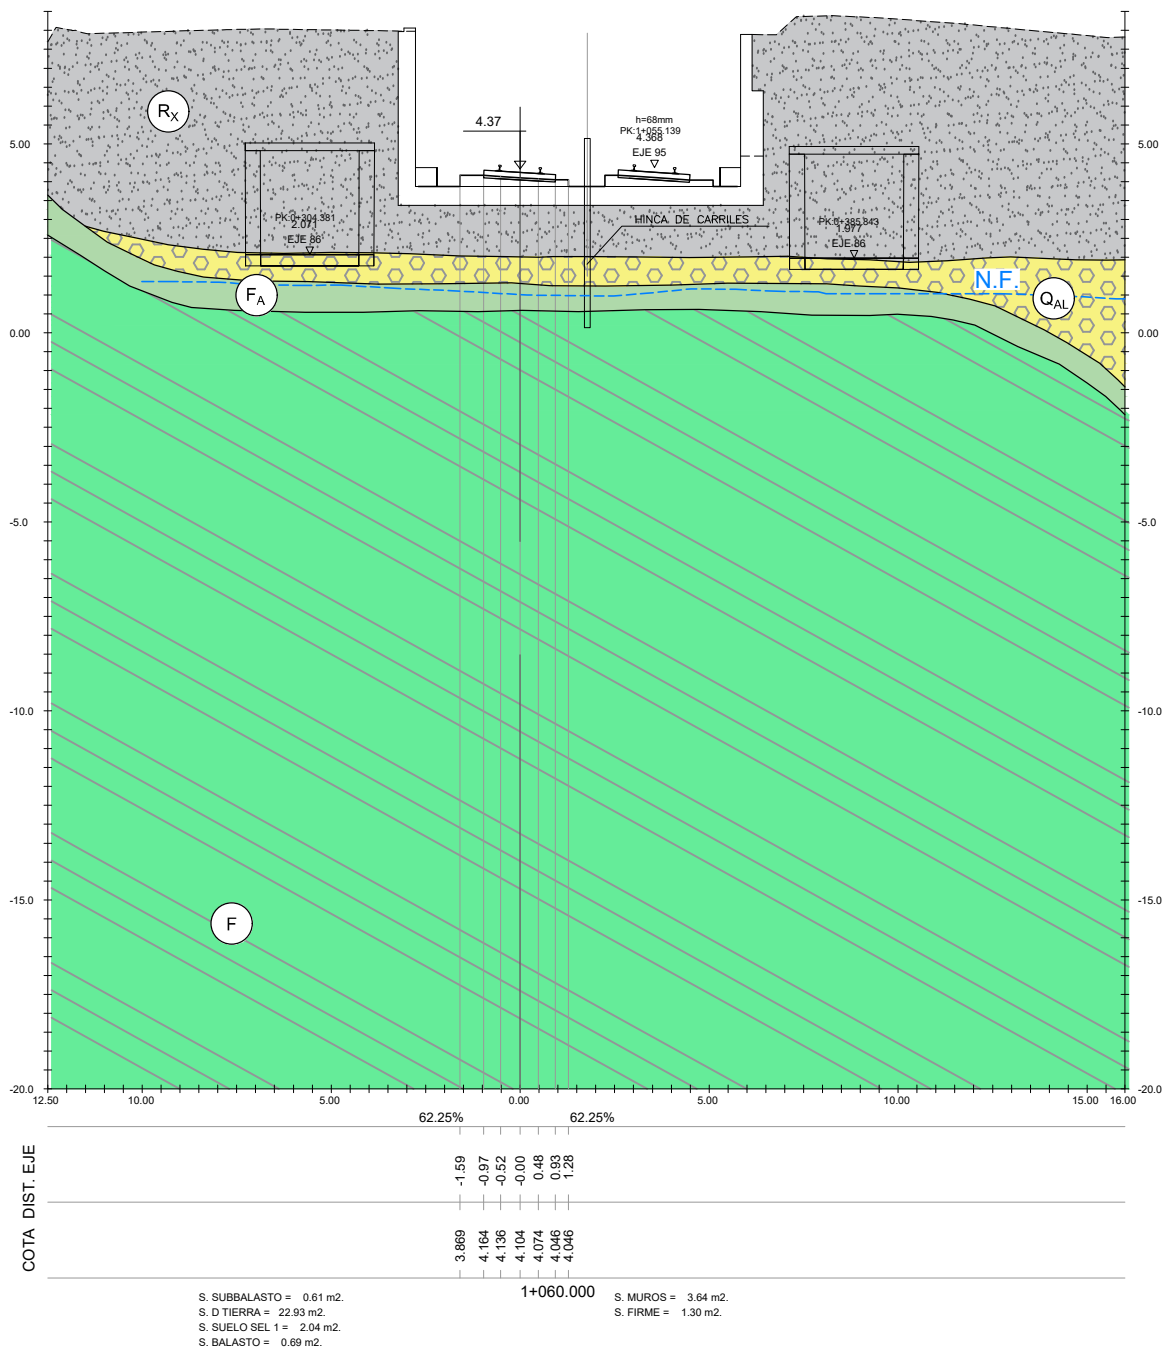 RX
4.37
h=68mm
PK:1+055.139
4.368
EJE 95
5.00
5.00
PK:0+304.381
2.071
EJE 86
HINCA DE CARRILES
PK:0+385.843
1.977
EJE 86
N.F.
FA
QAL
0.00
0.00
-5.0
-5.0
-10.0
-10.0
-15.0
-15.0
F
-20.0
-20.0
12.50 10.00 5.00 0.00 5.00 10.00 15.00 16.00
62.25% 62.25%
DIST. EJE
-1.59 -0.97 -0.52 -0.00 0.48 0.93 1.28
COTA
3.869 4.164 4.136 4.104 4.074 4.046 4.046
1+060.000
S. SUBBALASTO = 0.61 m2.
S. D TIERRA = 22.93 m2.
S. SUELO SEL 1 = 2.04 m2.
S. BALASTO = 0.69 m2.
S. MUROS = 3.64 m2.
S. FIRME = 1.30 m2.